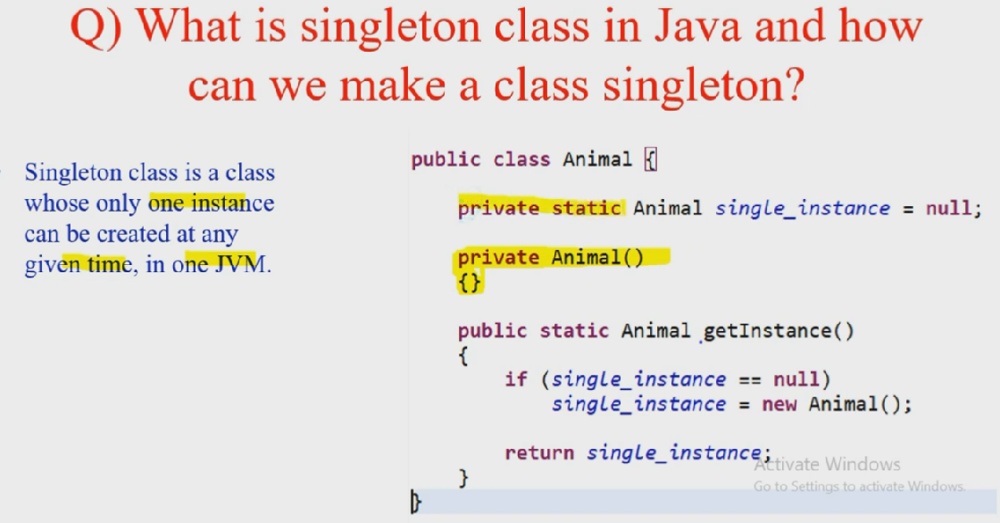 Q) What is singleton class in Java and how
can we make a class singleton?
Singleton class is a class
whose only one instance
can be created at any
given time, in one JVM.
public class Animal {
private static Animal single_instance = null;
private Animal()
{}
public static Animal getInstance()
{
if (single_instance == null)
single_instance = new Animal();
return single_instance;
}
}
Activate Windows
Go to Settings to activate Windows.